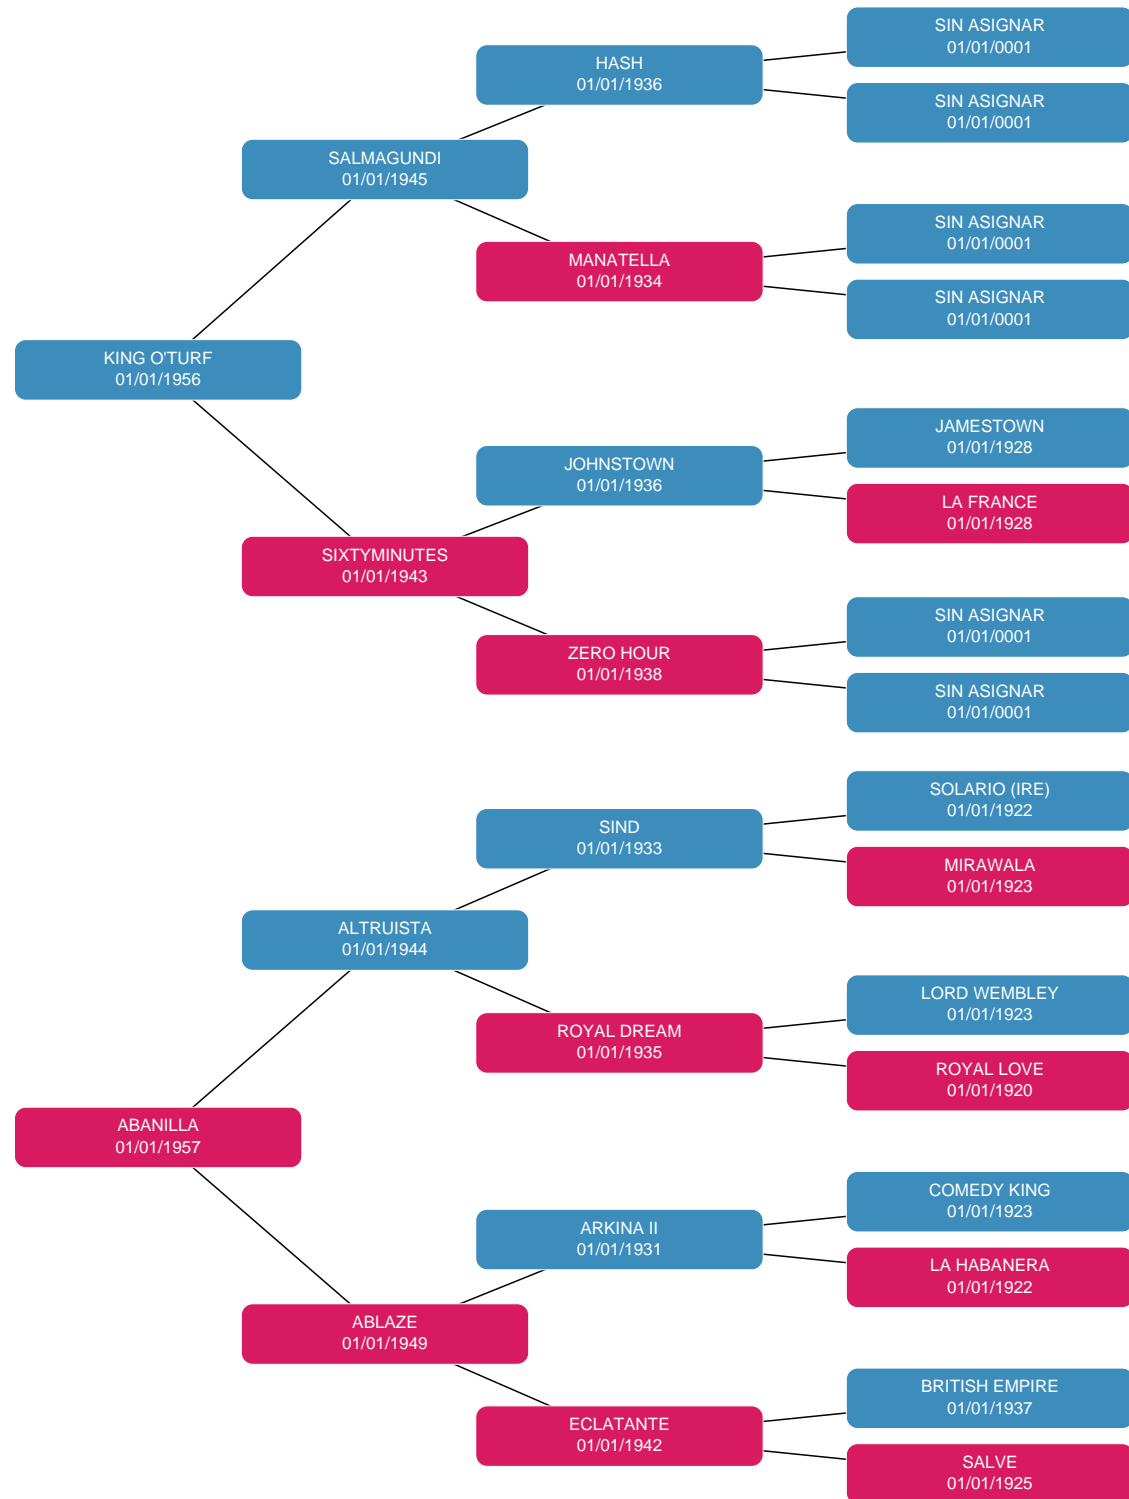 SIN ASIGNAR
01/01/0001
HASH
01/01/1936
SIN ASIGNAR
01/01/0001
SALMAGUNDI
01/01/1945
SIN ASIGNAR
01/01/0001
MANATELLA
01/01/1934
SIN ASIGNAR
01/01/0001
KING O'TURF
01/01/1956
JAMESTOWN
01/01/1928
JOHNSTOWN
01/01/1936
LA FRANCE
01/01/1928
SIXTYMINUTES
01/01/1943
SIN ASIGNAR
01/01/0001
ZERO HOUR
01/01/1938
SIN ASIGNAR
01/01/0001
SOLARIO (IRE)
01/01/1922
SIND
01/01/1933
MIRAWALA
01/01/1923
ALTRUISTA
01/01/1944
LORD WEMBLEY
01/01/1923
ROYAL DREAM
01/01/1935
ROYAL LOVE
01/01/1920
ABANILLA
01/01/1957
COMEDY KING
01/01/1923
ARKINA II
01/01/1931
LA HABANERA
01/01/1922
ABLAZE
01/01/1949
BRITISH EMPIRE
01/01/1937
ECLATANTE
01/01/1942
SALVE
01/01/1925